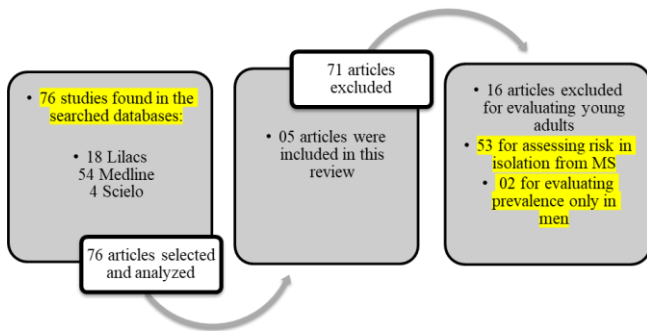 • 76 studies found in the
searched databases:
• 18 Lilacs
54 Medline
4 Scielo
76 articles selected
and analyzed
• 05 articles were
included in this
review
71 articles
excluded
• 16 articles excluded
for evaluating young
adults
• 53 for assessing risk in
isolation from MS
• 02 for evaluating
prevalence only in
men